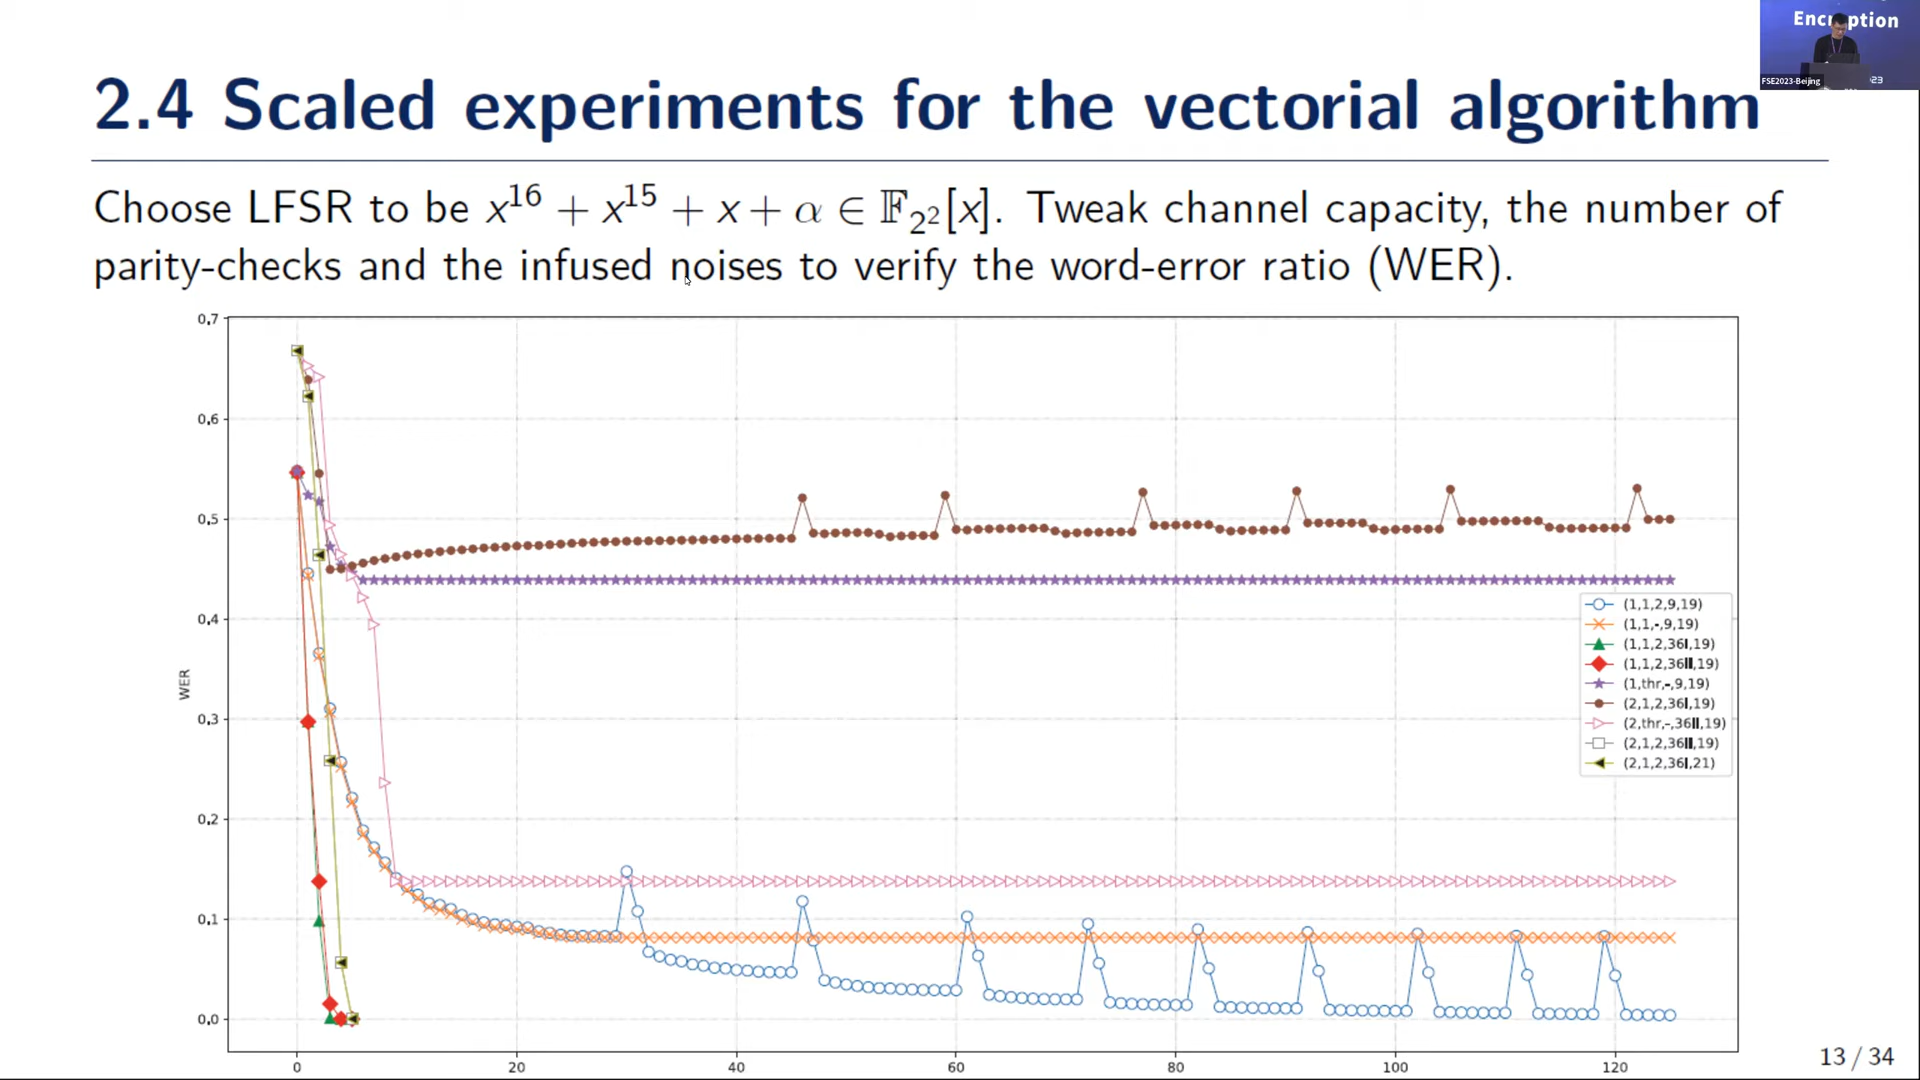 Encryption
FSE2023-Beijing
2.4 Scaled experiments for the vectorial algorithm
Choose LFSR to be x¹⁶ + x¹⁵ + x + α ∈ 𝔽₂²[x]. Tweak channel capacity, the number of
parity-checks and the infused noises to verify the word-error ratio (WER).
0.7
0.6
0.5
0.4
0.3
0.2
0.1
0.0
WER
0 20 40 60 80 100 120
(1,1,2,9,19)
(1,1,-,9,19)
(1,1,2,36I,19)
(1,1,2,36II,19)
(1,thr,-,9,19)
(2,1,2,36I,19)
(2,thr,-,36II,19)
(2,1,2,36II,19)
(2,1,2,36I,21)
13 / 34